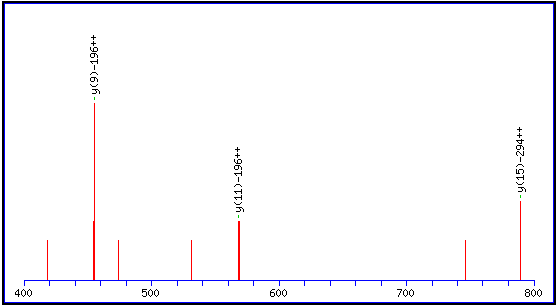 y(9)-196++
y(11)-196++
y(15)-294++
400 500 600 700 800